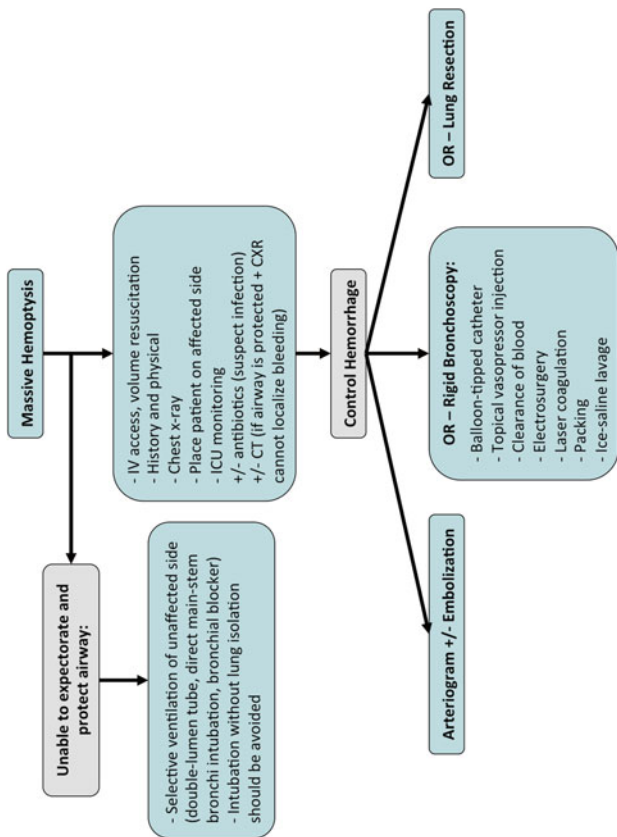 Massive Hemoptysis
Unable to expectorate and
protect airway:
- Selective ventilation of unaffected side
(double-lumen tube, direct main-stem
bronchi intubation, bronchial blocker)
- Intubation without lung isolation
should be avoided
- IV access, volume resuscitation
- History and physical
- Chest x-ray
- Place patient on affected side
- ICU monitoring
+/- antibiotics (suspect infection)
+/- CT (if airway is protected + CXR
cannot localize bleeding)
Control Hemorrhage
Arteriogram +/- Embolization
OR – Rigid Bronchoscopy:
- Balloon-tipped catheter
- Topical vasopressor injection
- Clearance of blood
- Electrosurgery
- Laser coagulation
- Packing
- Ice-saline lavage
OR – Lung Resection